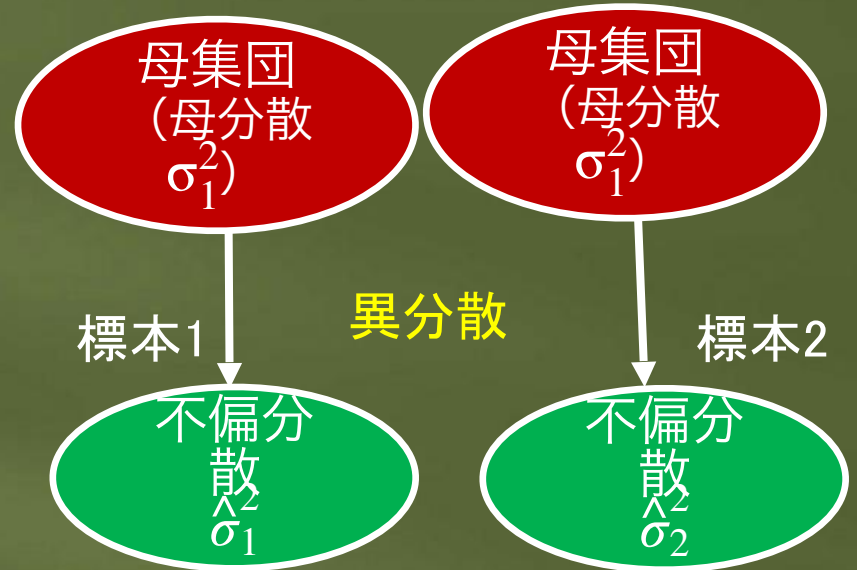 母集団
（母分散
σ₁²）
母集団
（母分散
σ₁²）
異分散
標本1
標本2
不偏分
散
σ̂₁²
不偏分
散
σ̂₂²